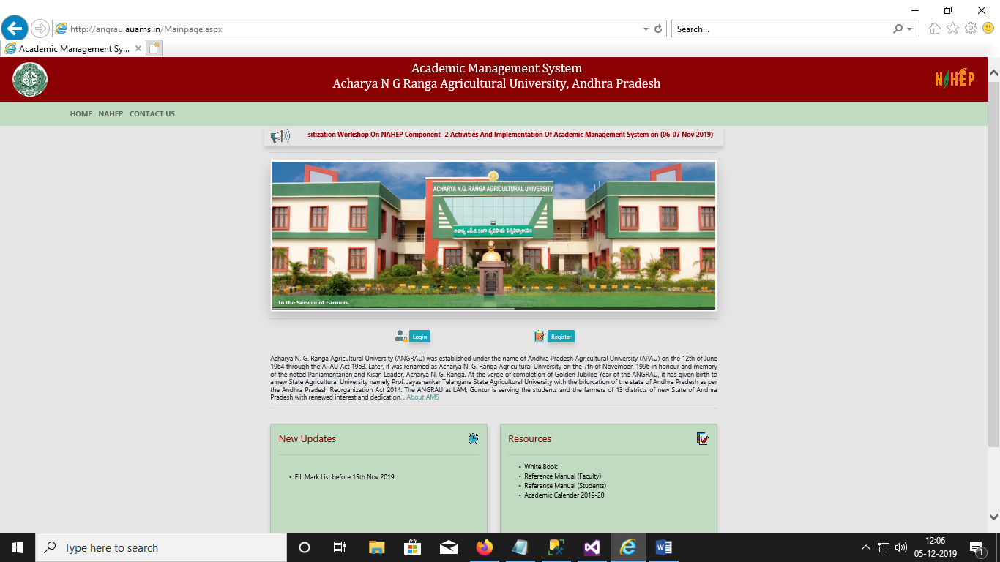 http://angrau.auams.in/Mainpage.aspx
Search...
Academic Management Sy...
Academic Management System
Acharya N G Ranga Agricultural University, Andhra Pradesh
NAHEP
HOME NAHEP CONTACT US
sitization Workshop On NAHEP Component -2 Activities And Implementation Of Academic Management System on (06-07 Nov 2019)
ACHARYA N.G. RANGA AGRICULTURAL UNIVERSITY
ఆచార్య ఎన్.జి. రంగా వ్యవసాయ విశ్వవిద్యాలయం
In the Service of Farmers
Login
Register
Acharya N. G. Ranga Agricultural University (ANGRAU) was established under the name of Andhra Pradesh Agricultural University (APAU) on the 12th of June
1964 through the APAU Act 1963. Later, it was renamed as Acharya N. G. Ranga Agricultural University on the 7th of November, 1996 in honour and memory
of the noted Parliamentarian and Kisan Leader, Acharya N. G. Ranga. At the verge of completion of Golden Jubilee Year of the ANGRAU, it has given birth to
a new State Agricultural University namely Prof. Jayashankar Telangana State Agricultural University with the bifurcation of the state of Andhra Pradesh as per
the Andhra Pradesh Reorganization Act 2014. The ANGRAU at LAM, Guntur is serving the students and the farmers of 13 districts of new State of Andhra
Pradesh with renewed interest and dedication. . About AMS
New Updates
• Fill Mark List before 15th Nov 2019
Resources
• White Book
• Reference Manual (Faculty)
• Reference Manual (Students)
• Academic Calender 2019-20
Type here to search
12:06
05-12-2019
1